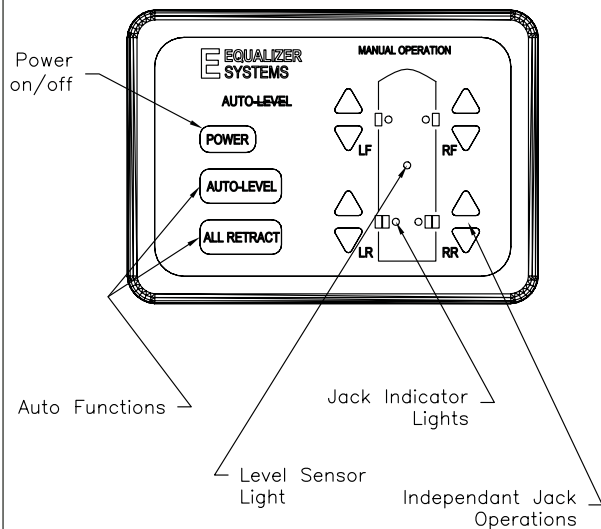 Power
on/off
EQUALIZER
SYSTEMS
AUTO-LEVEL
POWER
AUTO-LEVEL
ALL RETRACT
MANUAL OPERATION
LF
RF
LR
RR
Auto Functions
Jack Indicator
Lights
Level Sensor
Light
Independant Jack
Operations